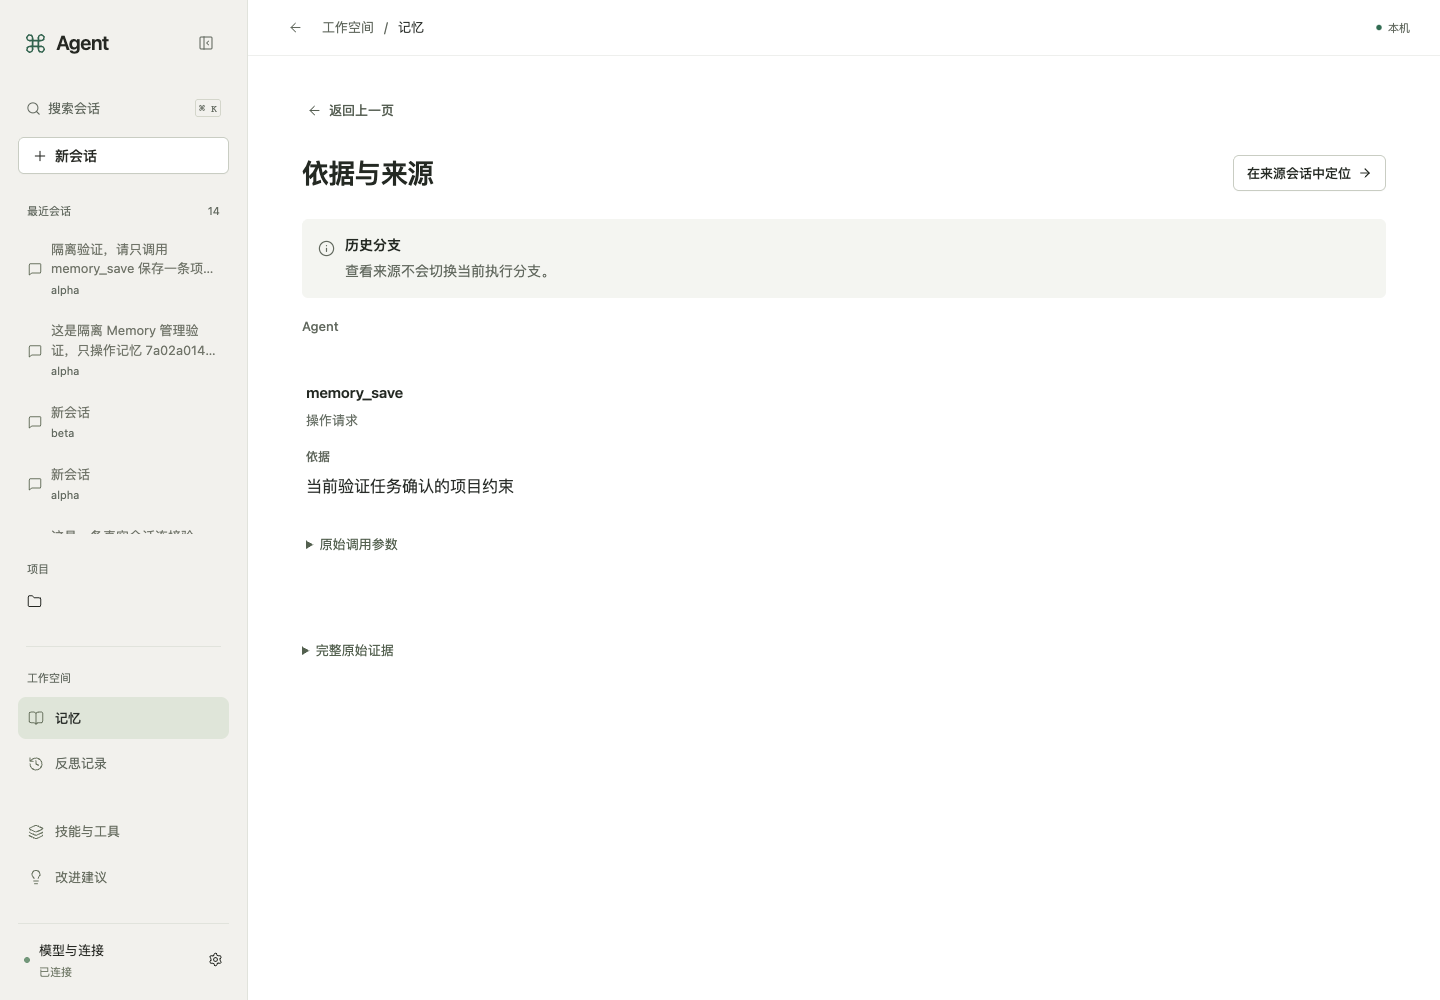 Agent
搜索会话
⌘ K
新会话
最近会话
14
隔离验证，请只调用
memory_save 保存一条项...
alpha
这是隔离 Memory 管理验
证，只操作记忆 7a02a014...
alpha
新会话
beta
新会话
alpha
项目
工作空间
记忆
反思记录
技能与工具
改进建议
模型与连接
已连接
工作空间 / 记忆
本机
返回上一页
依据与来源
在来源会话中定位
历史分支
查看来源不会切换当前执行分支。
Agent
memory_save
操作请求
依据
当前验证任务确认的项目约束
原始调用参数
完整原始证据